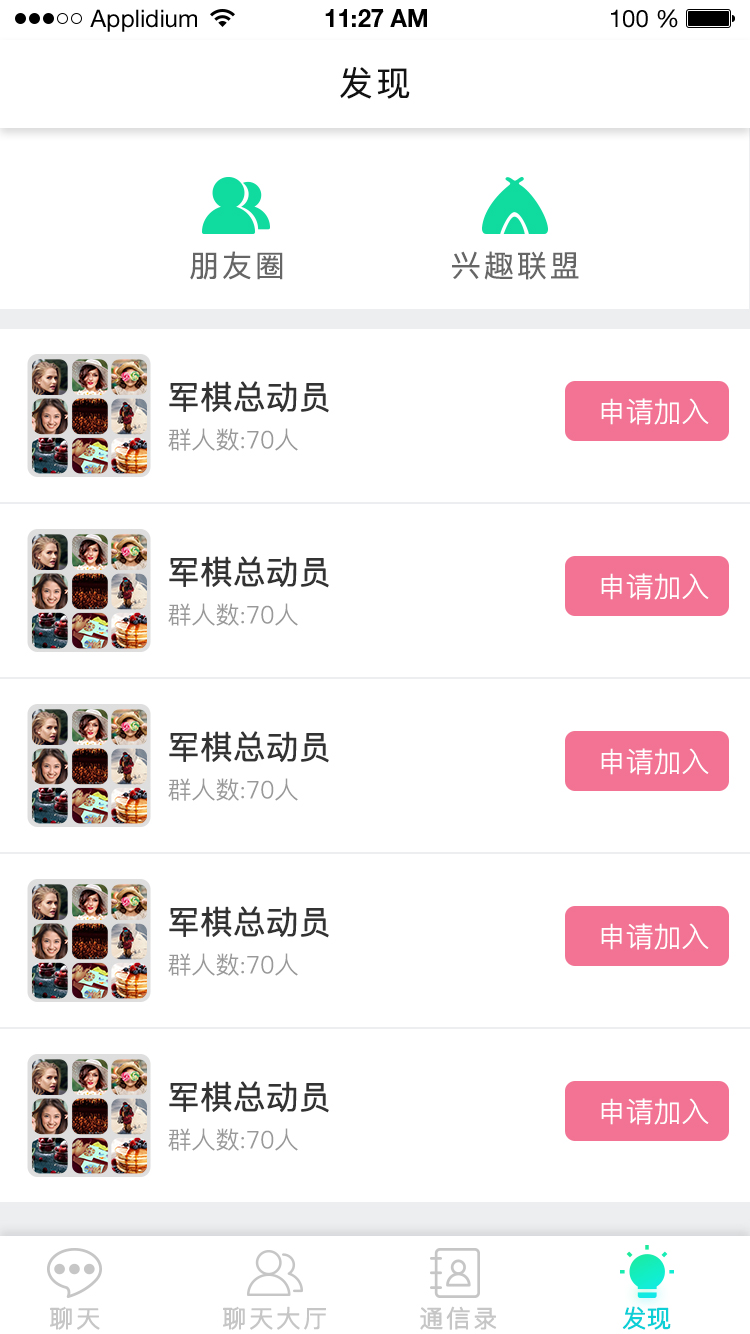 Applidium 11:27 AM 100 %
发现
朋友圈 兴趣联盟
军棋总动员
群人数:70人
申请加入
军棋总动员
群人数:70人
申请加入
军棋总动员
群人数:70人
申请加入
军棋总动员
群人数:70人
申请加入
军棋总动员
群人数:70人
申请加入
聊天 聊天大厅 通信录 发现